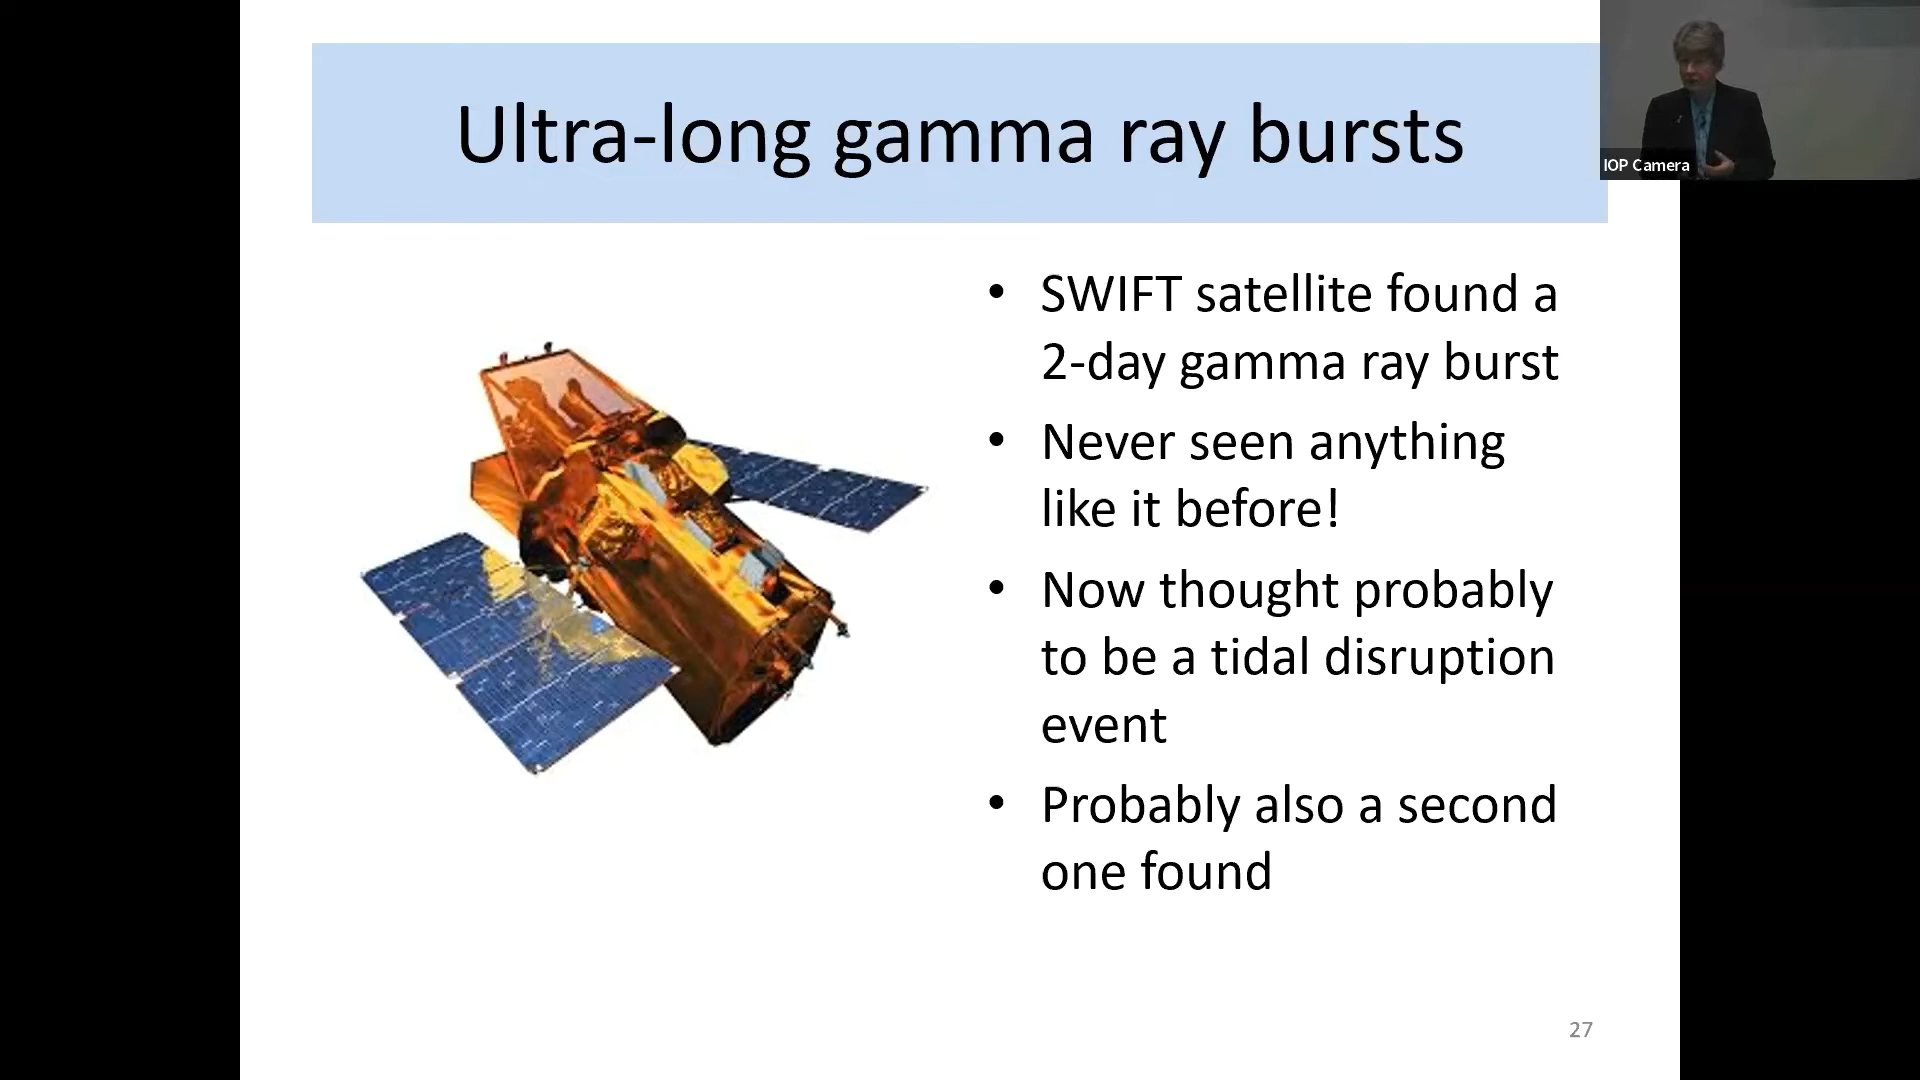 Ultra-long gamma ray bursts
IOP Camera
• SWIFT satellite found a
2-day gamma ray burst
• Never seen anything
like it before!
• Now thought probably
to be a tidal disruption
event
• Probably also a second
one found
27